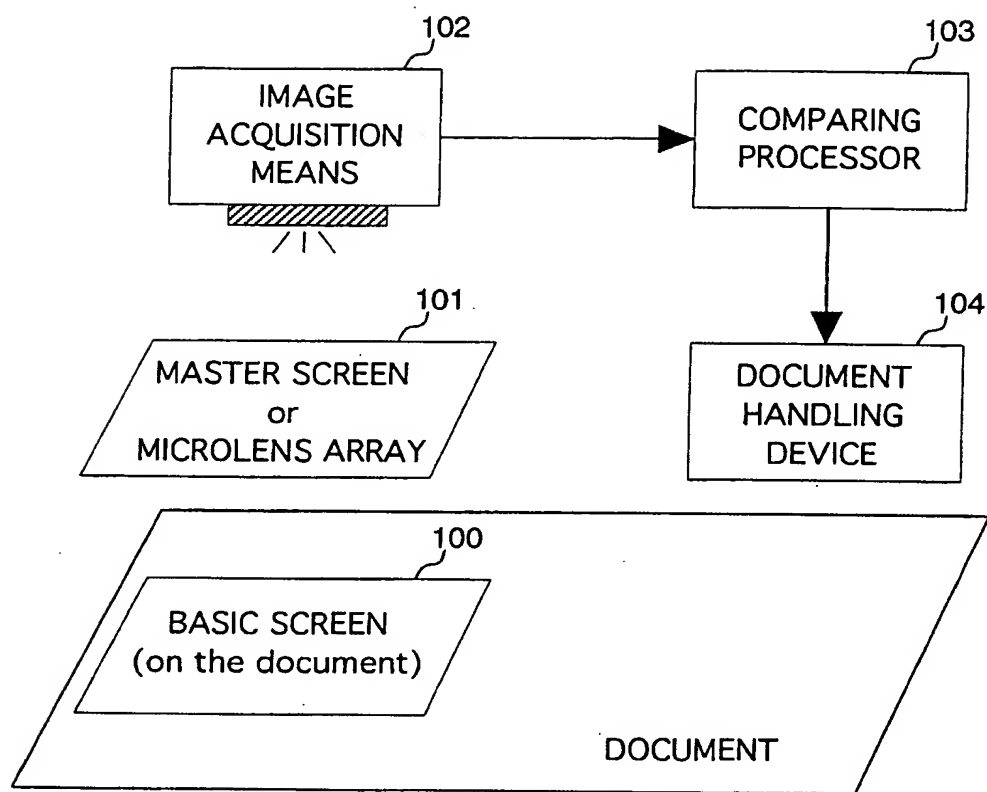 102
IMAGE
ACQUISITION
MEANS
103
COMPARING
PROCESSOR
101
MASTER SCREEN
or
MICROLENS ARRAY
104
DOCUMENT
HANDLING
DEVICE
100
BASIC SCREEN
(on the document)
DOCUMENT